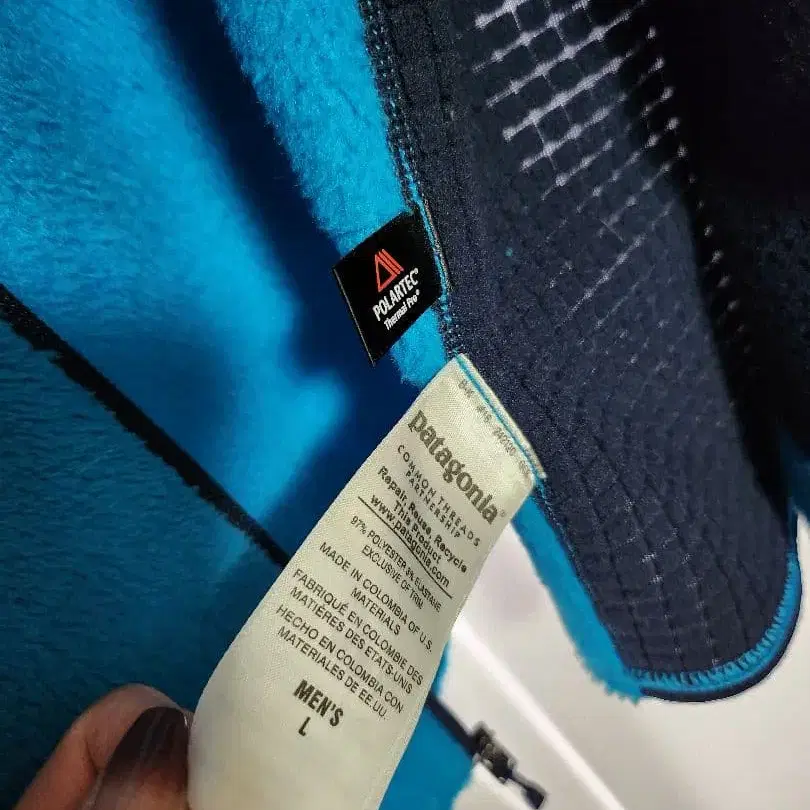 POLARTEC®
Thermal Pro®
patagonia®
COMMON THREADS
PARTNERSHIP
Repair, Reuse, Recycle
This Product
www.patagonia.com
97% POLYESTER 3% ELASTANE
EXCLUSIVE OF TRIM
MADE IN COLOMBIA OF U.S.
MATERIALS
FABRIQUÉ EN COLOMBIE DES
MATIÈRES DES ÉTATS-UNIS
HECHO EN COLOMBIA CON
MATERIALES DE EE.UU.
MEN'S
L